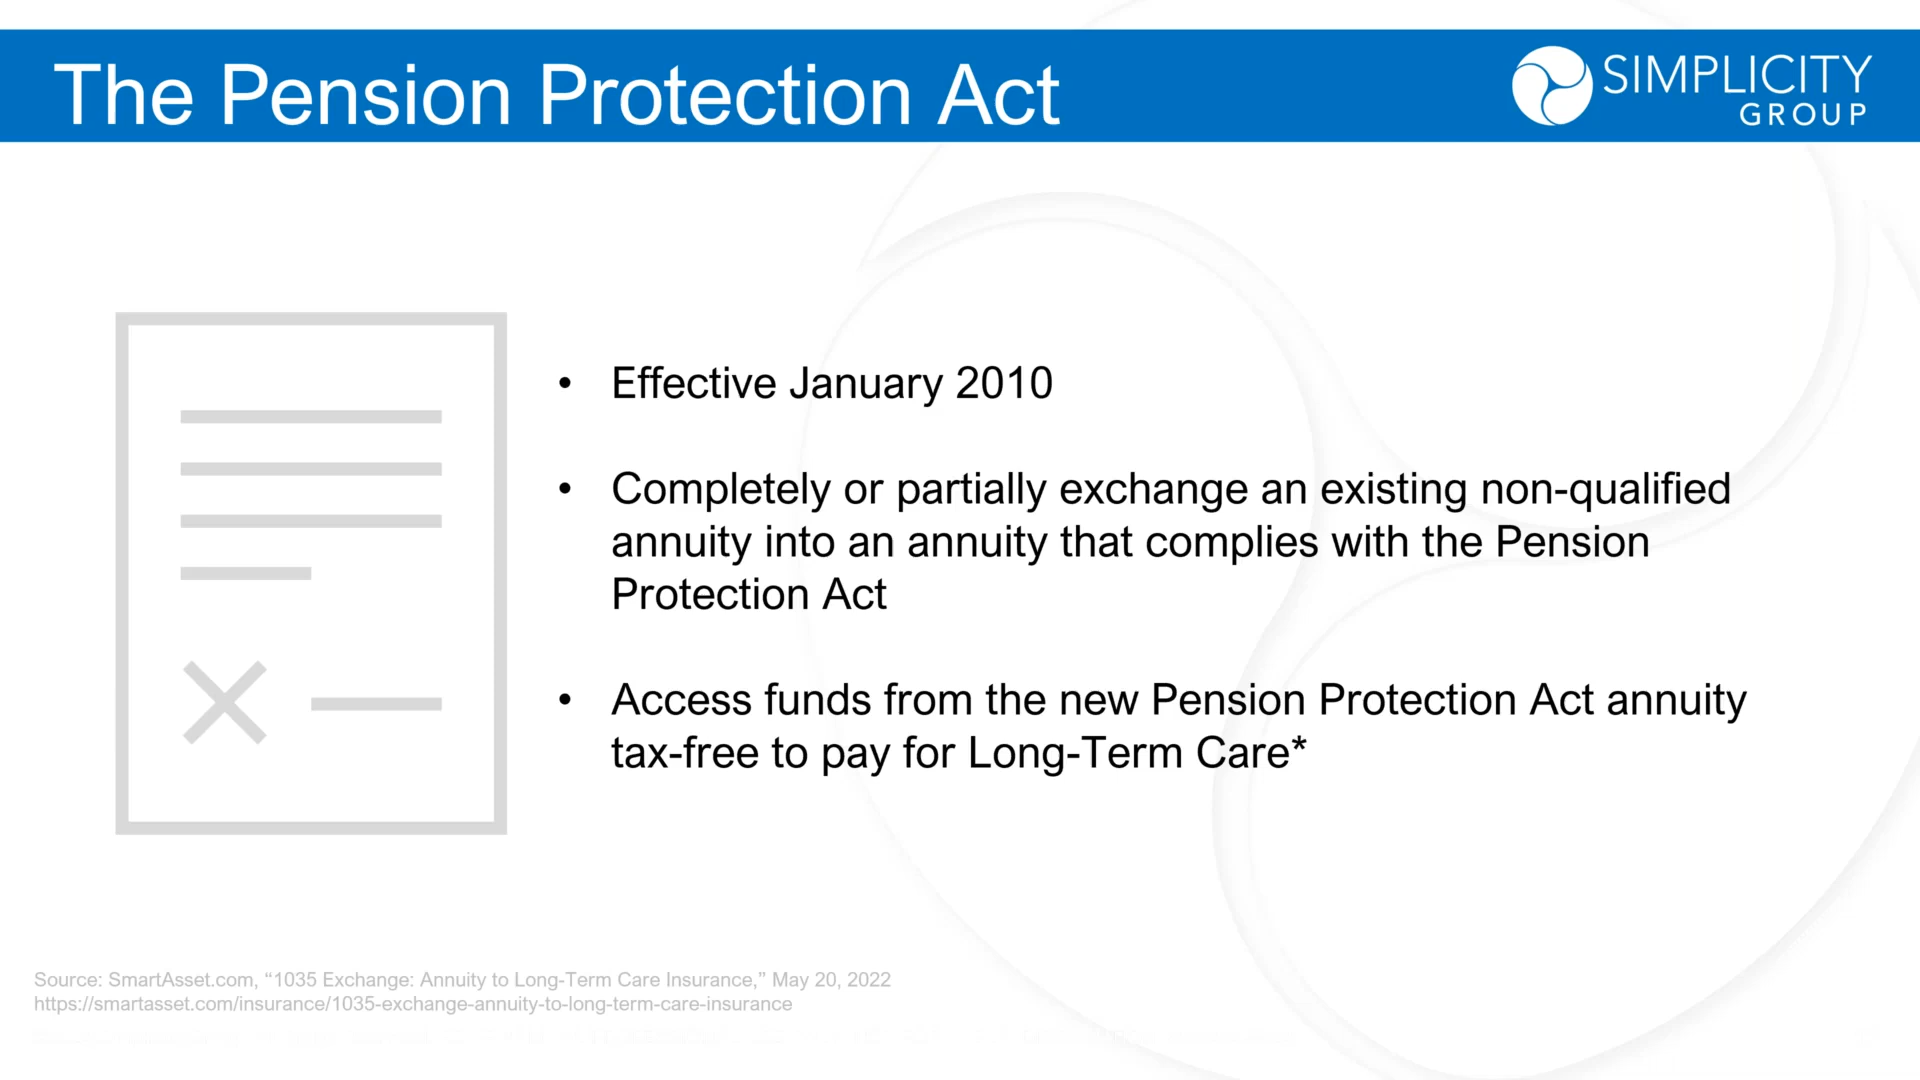 The Pension Protection Act
SIMPLICITY
GROUP
• Effective January 2010
• Completely or partially exchange an existing non-qualified
annuity into an annuity that complies with the Pension
Protection Act
• Access funds from the new Pension Protection Act annuity
tax-free to pay for Long-Term Care*
Source: SmartAsset.com, “1035 Exchange: Annuity to Long-Term Care Insurance,” May 20, 2022
https://smartasset.com/insurance/1035-exchange-annuity-to-long-term-care-insurance